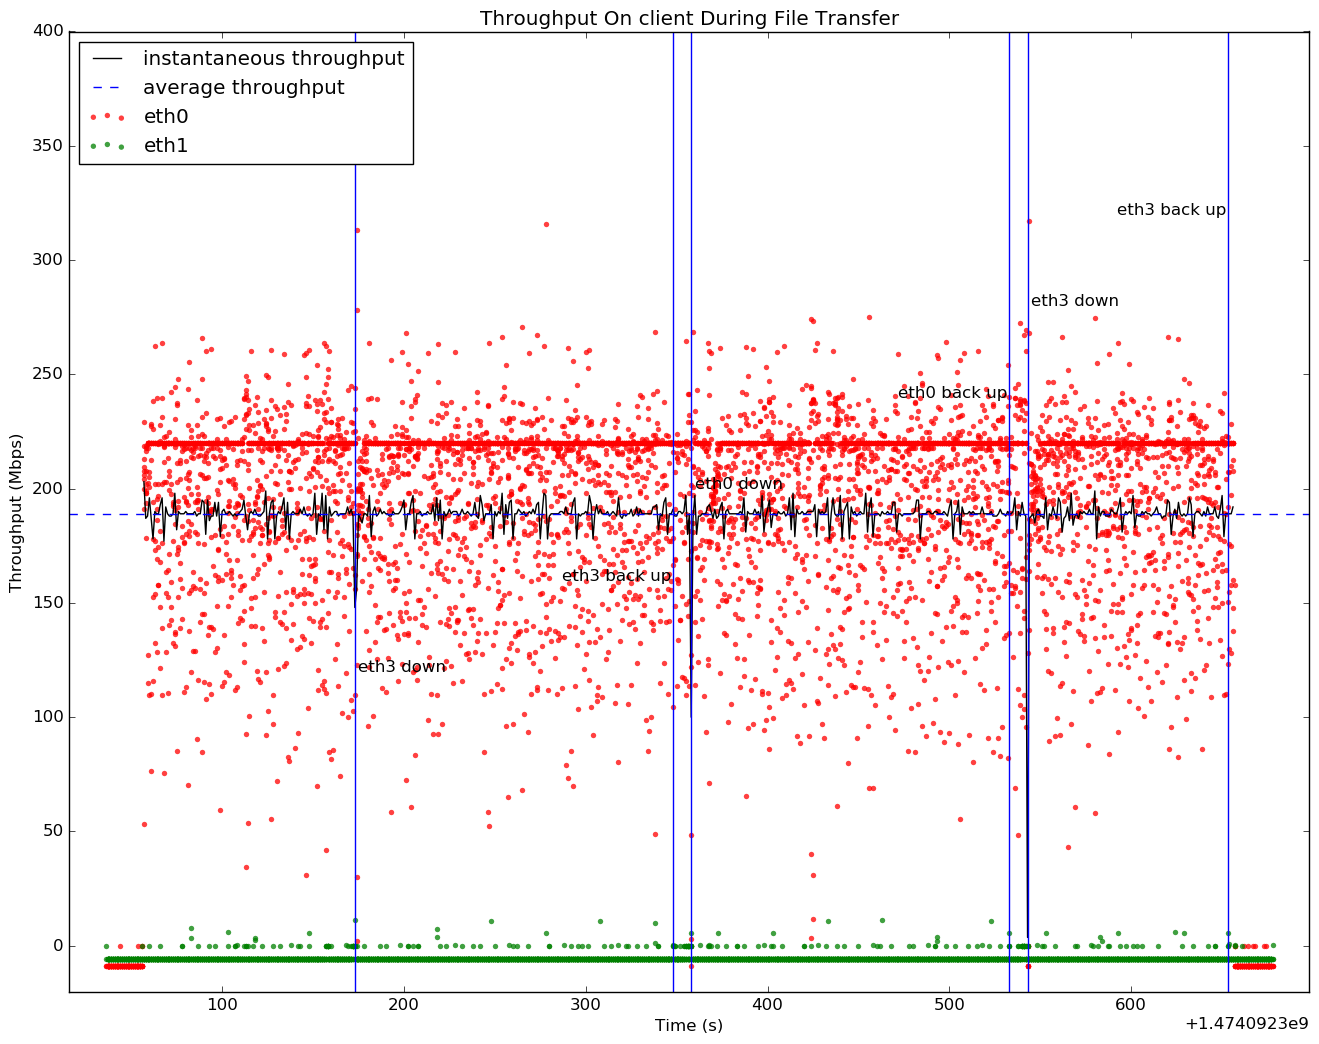 Throughput On client During File Transfer
400
350
300
250
200
150
100
50
0
Throughput (Mbps)
instantaneous throughput
average throughput
eth0
eth1
eth3 back up
eth3 down
eth0 back up
eth0 down
eth3 back up
eth3 down
100
200
300
400
500
600
Time (s)
+1.4740923e9